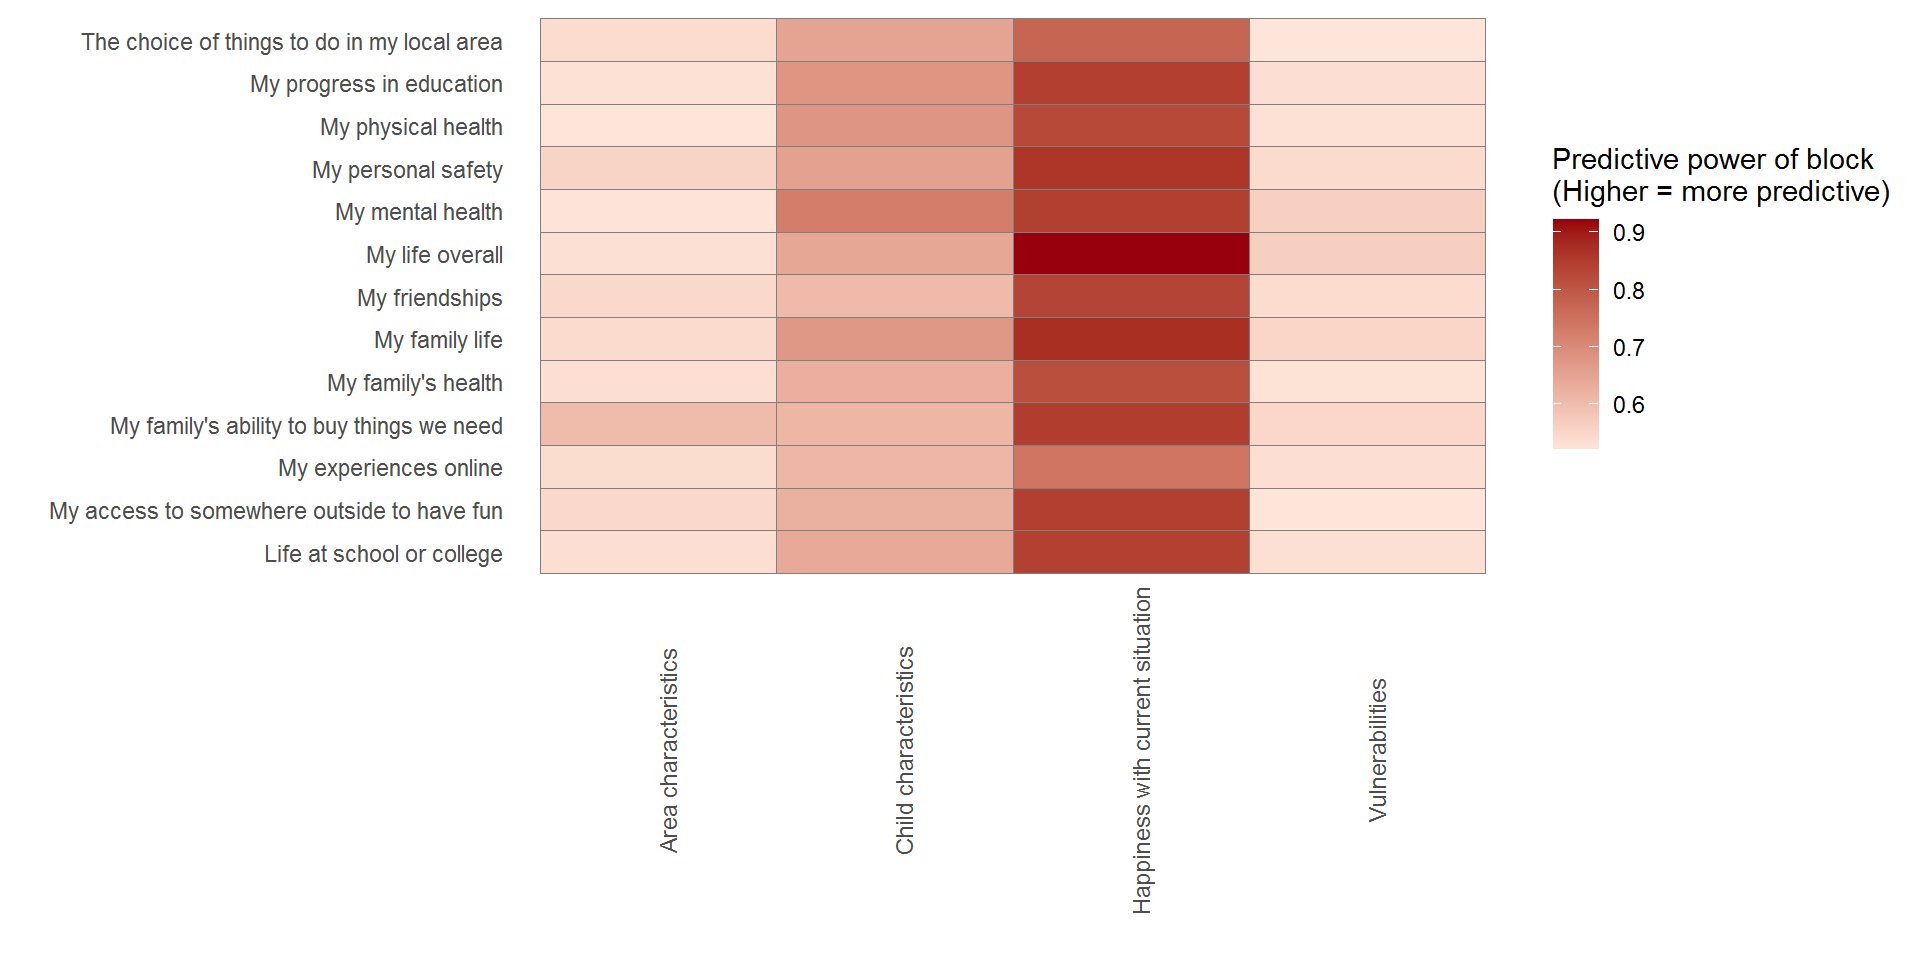 The choice of things to do in my local area
My progress in education
My physical health
My personal safety
My mental health
My life overall
My friendships
My family life
My family's health
My family's ability to buy things we need
My experiences online
My access to somewhere outside to have fun
Life at school or college
Area characteristics
Child characteristics
Happiness with current situation
Vulnerabilities
Predictive power of block
(Higher = more predictive)
0.9
0.8
0.7
0.6